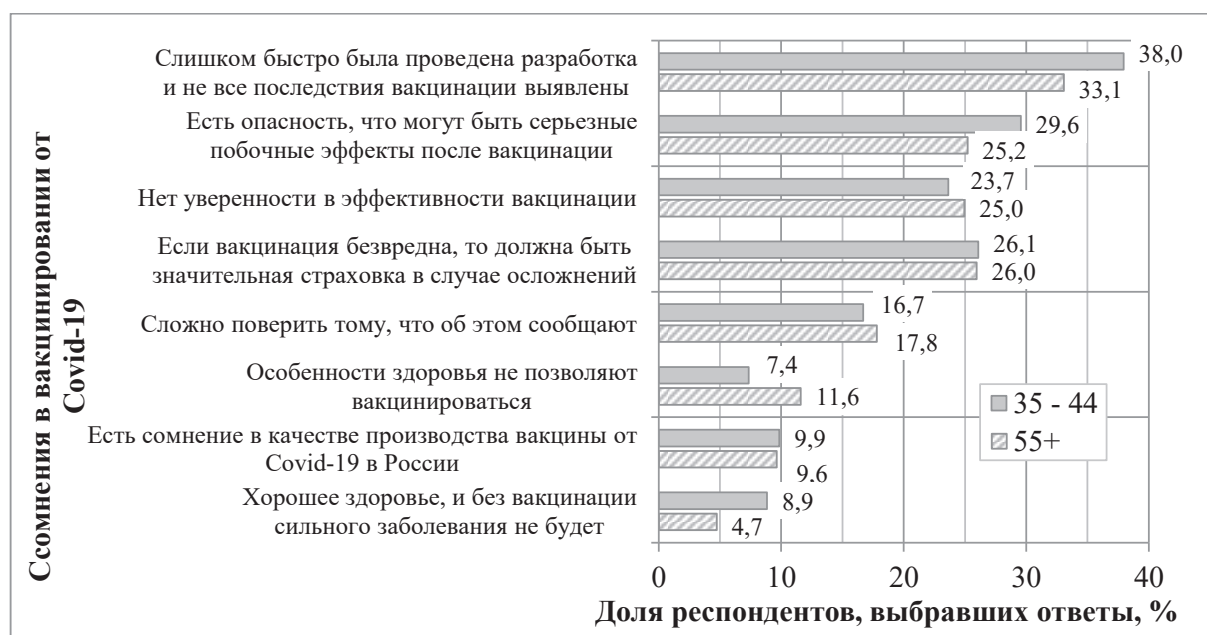 Ссомнения в вакцинировании от
Covid-19
Слишком быстро была проведена разработка
и не все последствия вакцинации выявлены
38,0
33,1
Есть опасность, что могут быть серьезные
побочные эффекты после вакцинации
29,6
25,2
Нет уверенности в эффективности вакцинации
23,7
25,0
Если вакцинация безвредна, то должна быть
значительная страховка в случае осложнений
26,1
26,0
Сложно поверить тому, что об этом сообщают
16,7
17,8
Особенности здоровья не позволяют
вакцинироваться
7,4
11,6
Есть сомнение в качестве производства вакцины от
Covid-19 в России
9,9
9,6
Хорошее здоровье, и без вакцинации
сильного заболевания не будет
8,9
4,7
35 - 44
55+
0 10 20 30 40
Доля респондентов, выбравших ответы, %